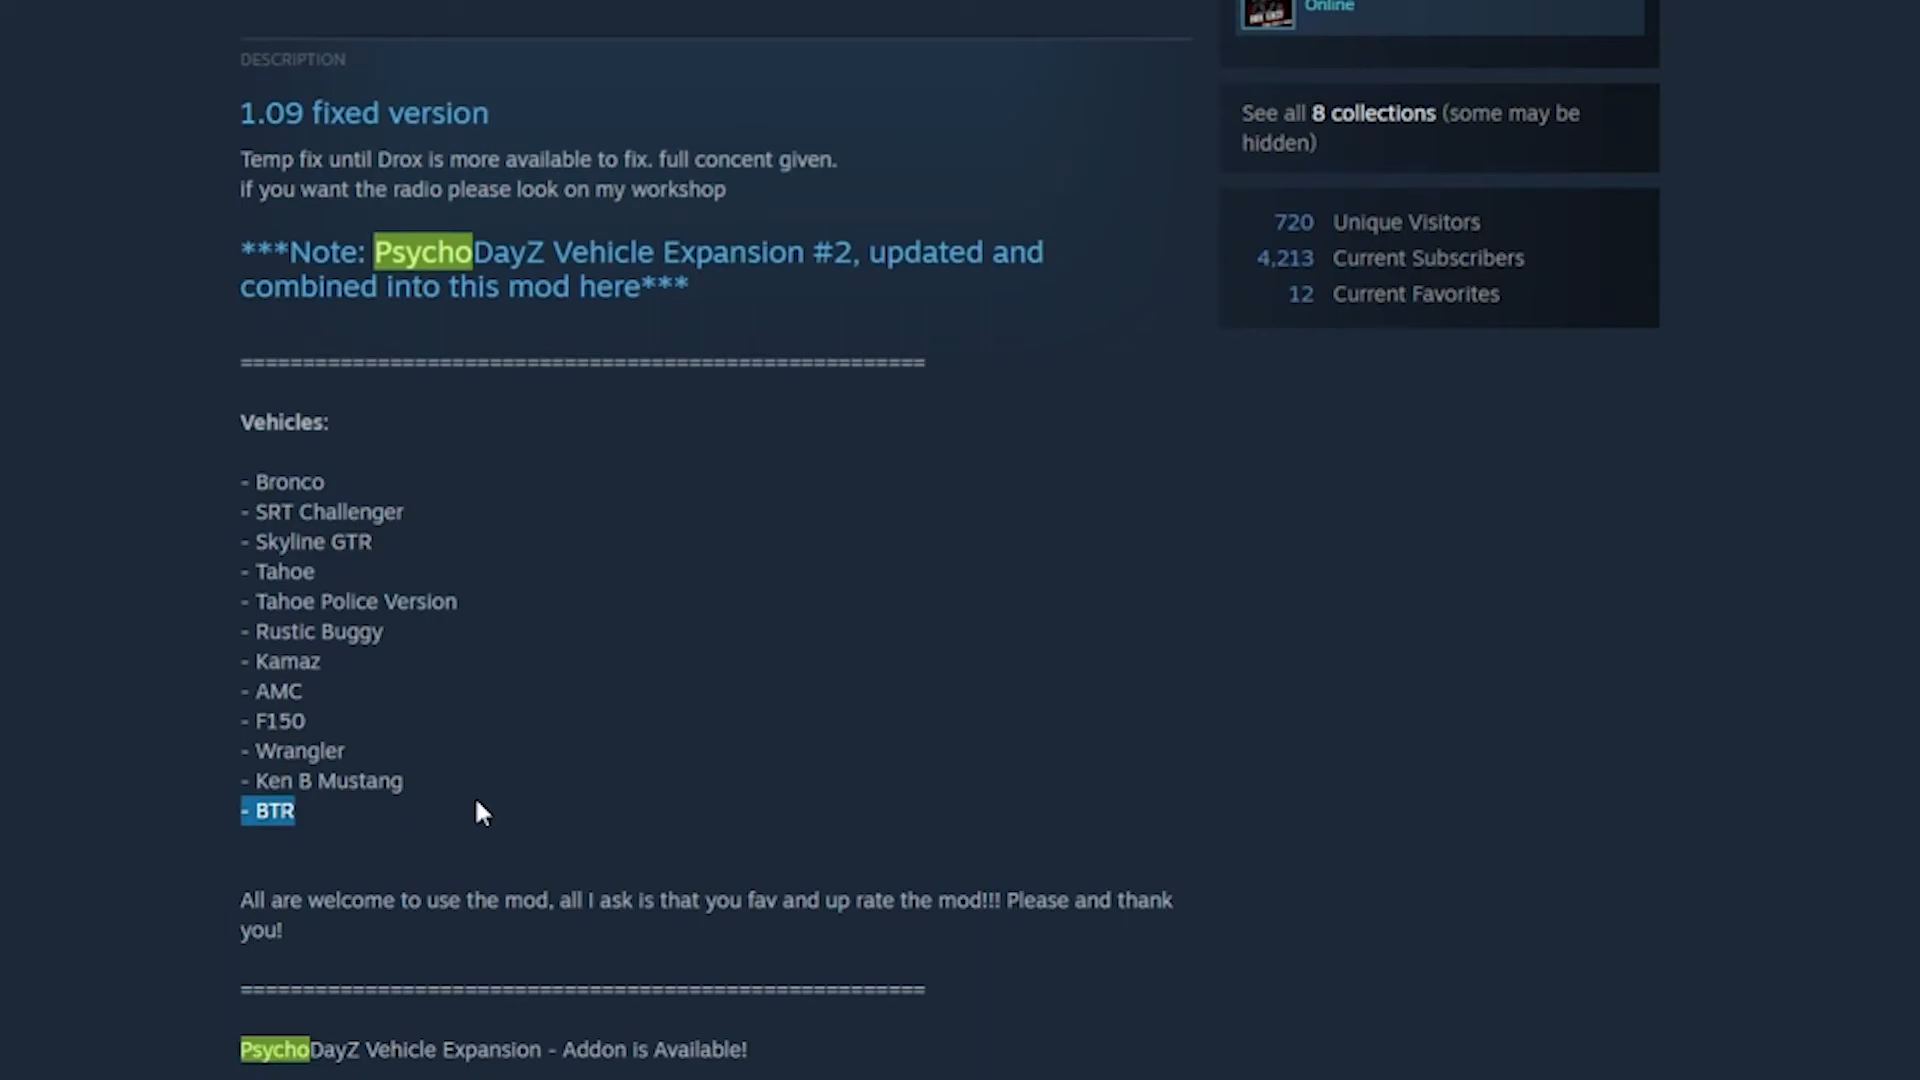 Online
DESCRIPTION
1.09 fixed version
Temp fix until Drox is more available to fix. full concent given.
if you want the radio please look on my workshop
***Note: PsychoDayZ Vehicle Expansion #2, updated and
combined into this mod here***
=======================================================
Vehicles:
- Bronco
- SRT Challenger
- Skyline GTR
- Tahoe
- Tahoe Police Version
- Rustic Buggy
- Kamaz
- AMC
- F150
- Wrangler
- Ken B Mustang
- BTR
All are welcome to use the mod, all I ask is that you fav and up rate the mod!!! Please and thank
you!
=======================================================
PsychoDayZ Vehicle Expansion - Addon is Available!
See all 8 collections (some may be
hidden)
720 Unique Visitors
4,213 Current Subscribers
12 Current Favorites